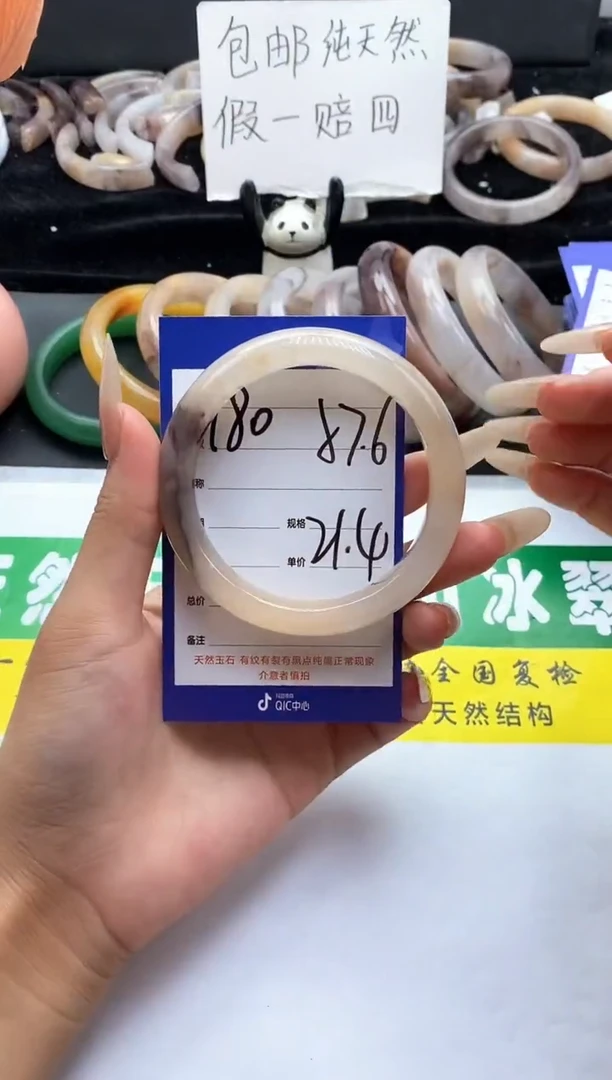 包邮纯天然
假一赔四
180 87.6
称
规格
21.4
单价
总价
备注
天然玉石 有纹有裂有黑点纯属正常现象
介意者慎拍
QIC中心
天然
冰翠
全国复检
天然结构